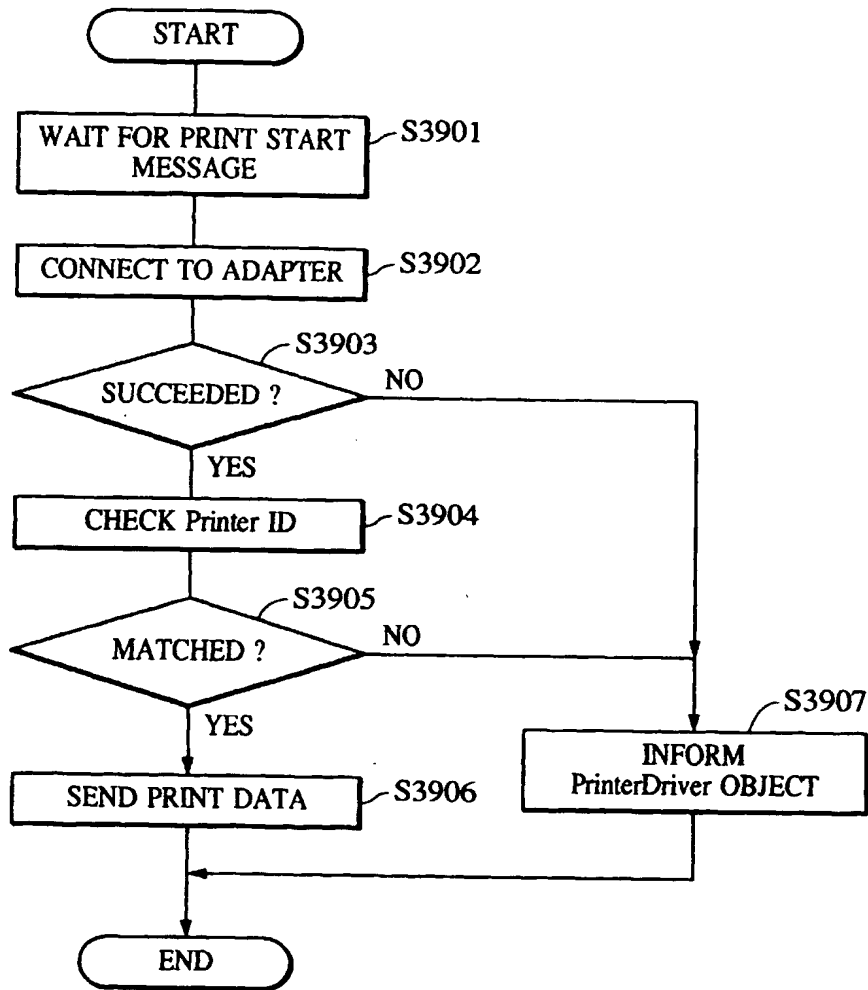 START
WAIT FOR PRINT START
MESSAGE
S3901
CONNECT TO ADAPTER
S3902
S3903
SUCCEEDED ?
NO
YES
CHECK Printer ID
S3904
S3905
MATCHED ?
NO
YES
S3907
INFORM
PrinterDriver OBJECT
SEND PRINT DATA
S3906
END